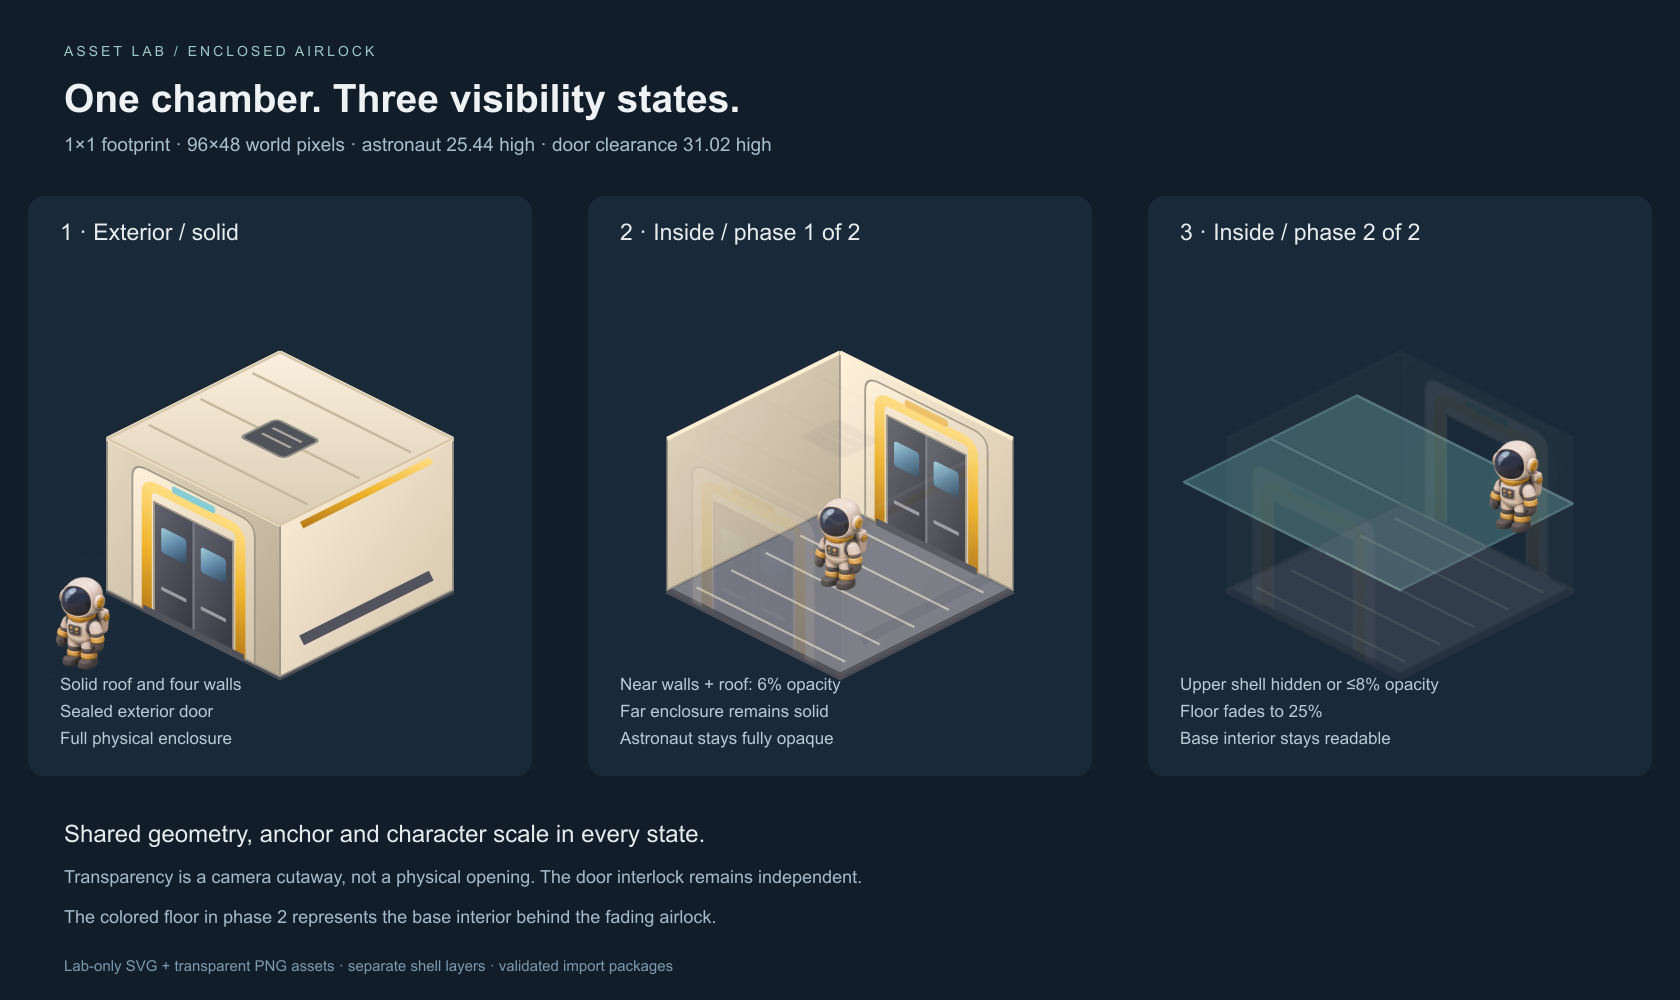 ASSET LAB / ENCLOSED AIRLOCK
One chamber. Three visibility states.
1×1 footprint · 96×48 world pixels · astronaut 25.44 high · door clearance 31.02 high
1 · Exterior / solid
Solid roof and four walls
Sealed exterior door
Full physical enclosure
2 · Inside / phase 1 of 2
Near walls + roof: 6% opacity
Far enclosure remains solid
Astronaut stays fully opaque
3 · Inside / phase 2 of 2
Upper shell hidden or ≤8% opacity
Floor fades to 25%
Base interior stays readable
Shared geometry, anchor and character scale in every state.
Transparency is a camera cutaway, not a physical opening. The door interlock remains independent.
The colored floor in phase 2 represents the base interior behind the fading airlock.
Lab-only SVG + transparent PNG assets · separate shell layers · validated import packages